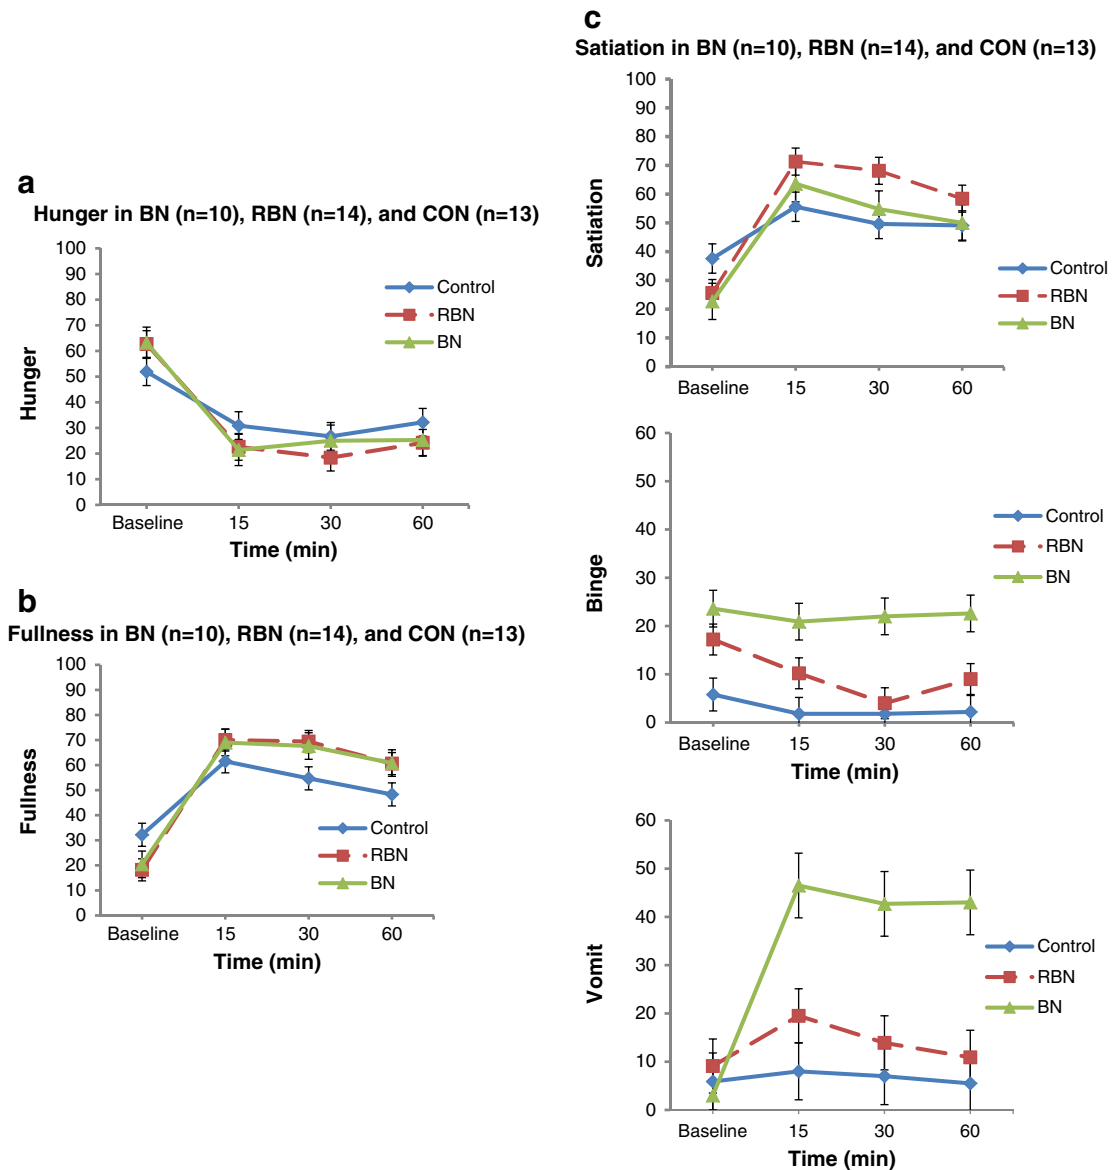 a
Hunger in BN (n=10), RBN (n=14), and CON (n=13)
Hunger
100
90
80
70
60
50
40
30
20
10
0
Control
RBN
BN
Baseline 15 30 60
Time (min)
b
Fullness in BN (n=10), RBN (n=14), and CON (n=13)
Fullness
100
90
80
70
60
50
40
30
20
10
0
Control
RBN
BN
Baseline 15 30 60
Time (min)
c
Satiation in BN (n=10), RBN (n=14), and CON (n=13)
Satiation
100
90
80
70
60
50
40
30
20
10
0
Control
RBN
BN
Baseline 15 30 60
Binge
60
50
40
30
20
10
0
Control
RBN
BN
Baseline 15 30 60
Time (min)
Vomit
60
50
40
30
20
10
0
Control
RBN
BN
Baseline 15 30 60
Time (min)